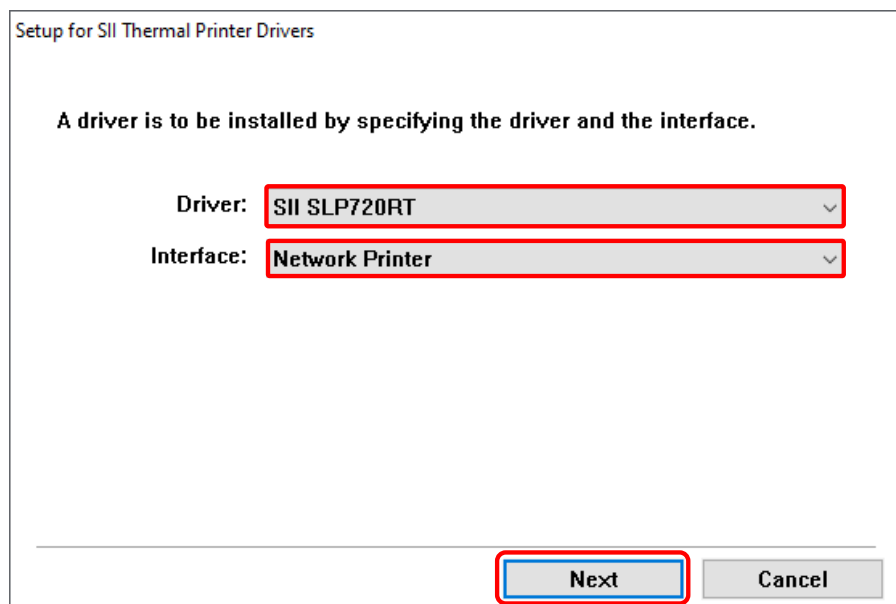 Setup for SII Thermal Printer Drivers
A driver is to be installed by specifying the driver and the interface.
Driver: SII SLP720RT
Interface: Network Printer
Next Cancel